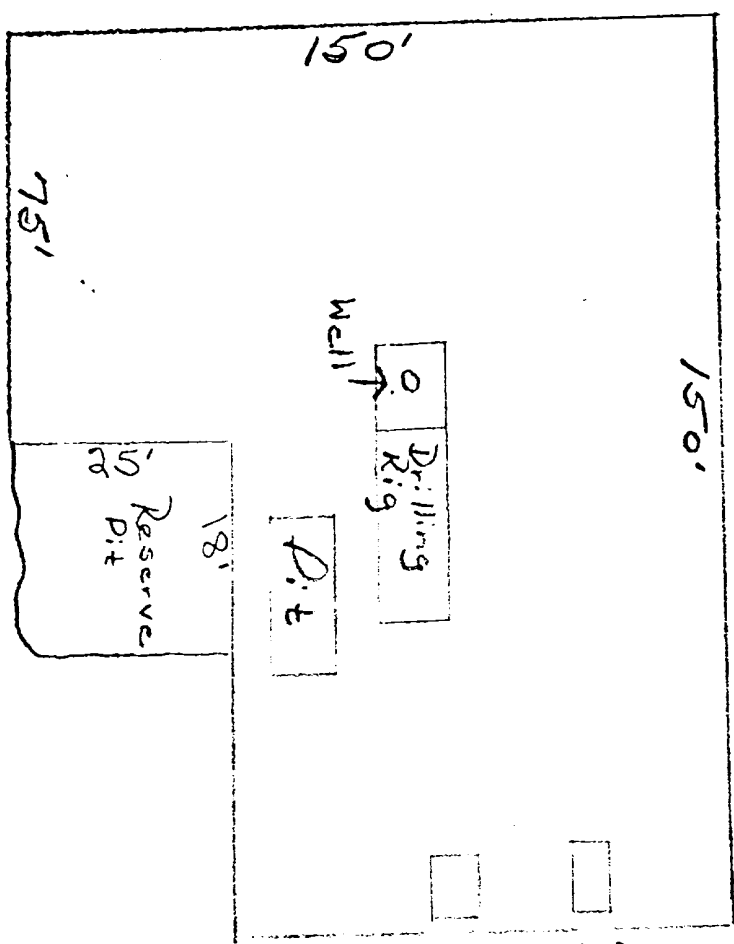 150'
75'
150'
Well
Drilling
Rig
Pit
25'
18'
Reserve
Pit